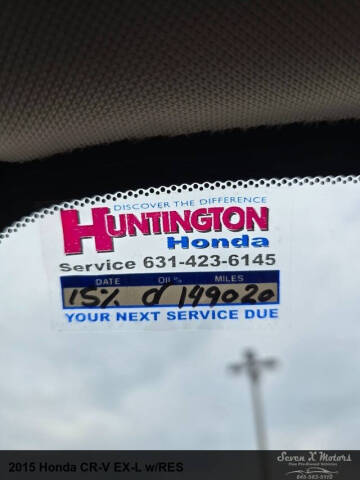 DISCOVER THE DIFFERENCE
HUNTINGTON
Honda
Service 631-423-6145
DATE OIL% MILES
15% or 149020
YOUR NEXT SERVICE DUE
2015 Honda CR-V EX-L w/RES
Seven X Motors